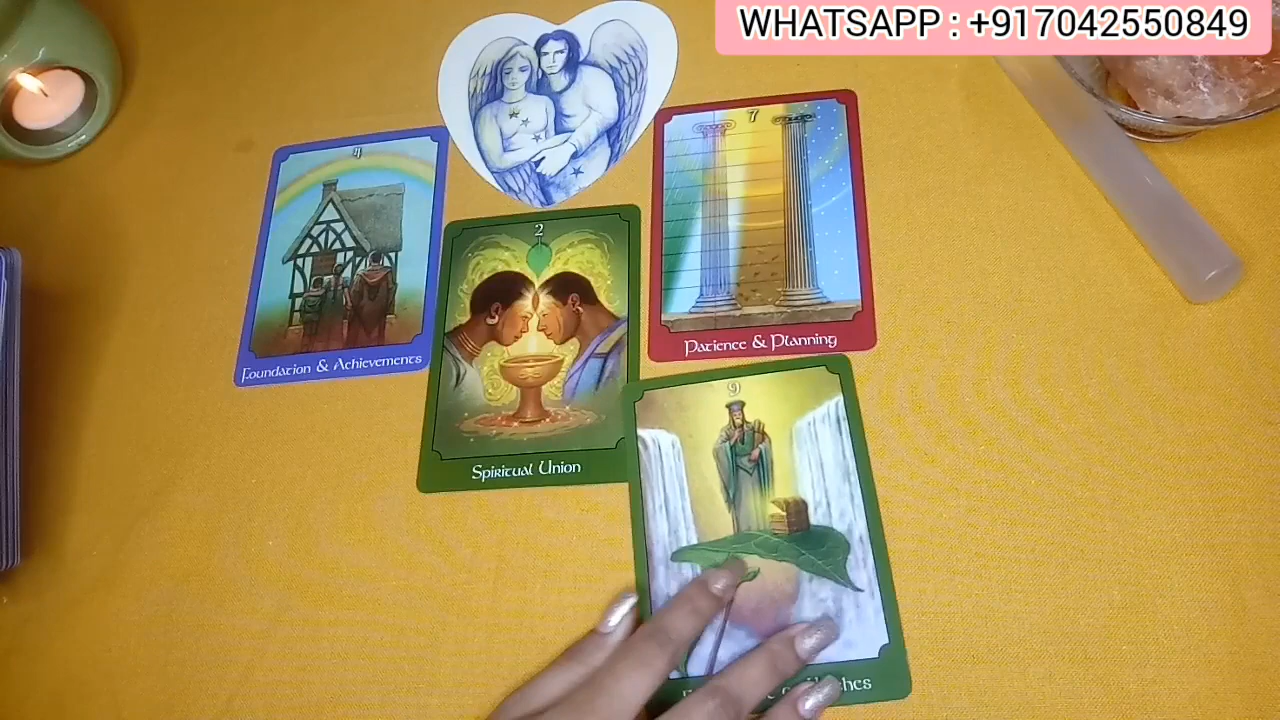 WHATSAPP : +917042550849
4
Foundation & Achievements
2
Spiritual Union
7
Patience & Planning
9